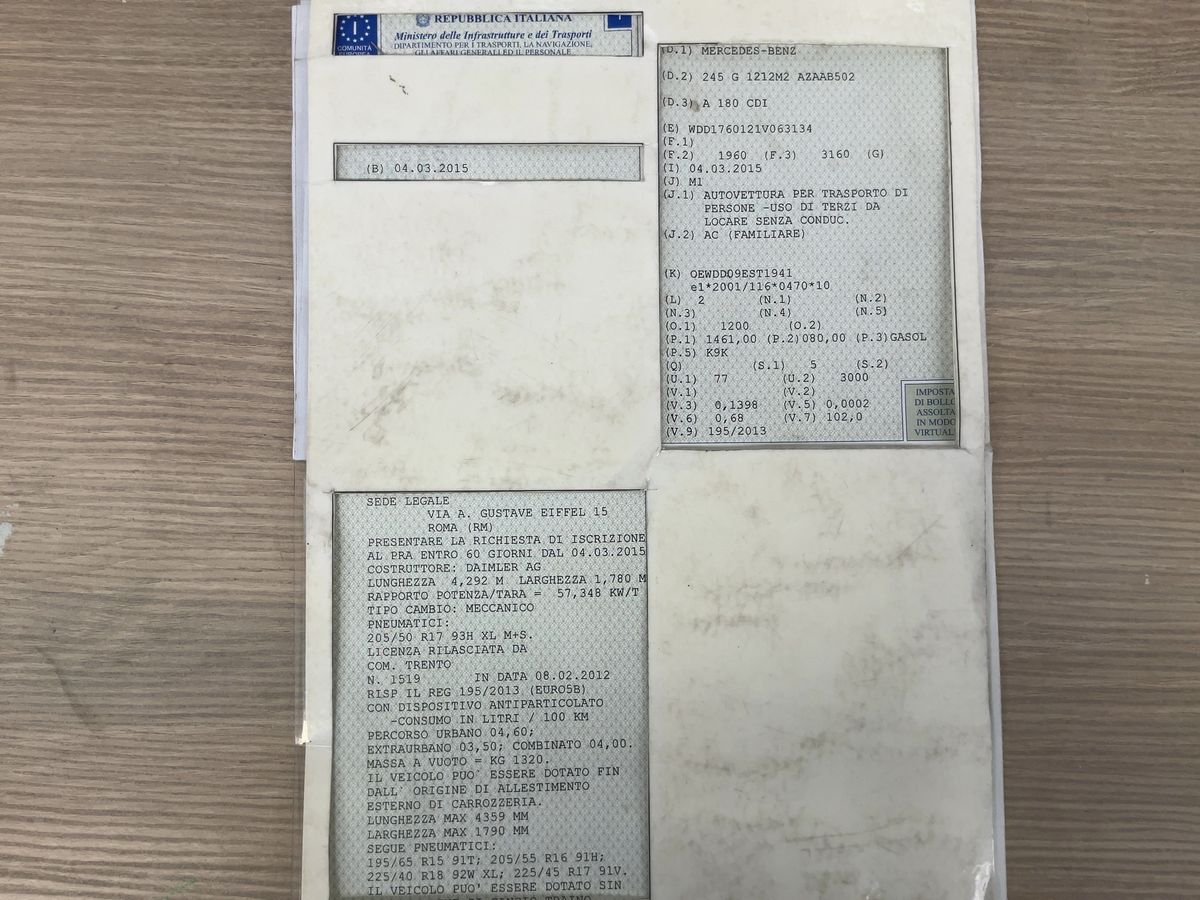 REPUBBLICA ITALIANA
Ministero delle Infrastrutture e dei Trasporti
DIPARTIMENTO PER I TRASPORTI, LA NAVIGAZIONE,
GLI AFFARI GENERALI ED IL PERSONALE
I
COMUNITÀ
EUROPEA
I
(B) 04.03.2015
(D.1) MERCEDES-BENZ
(D.2) 245 G 1212M2 AZAAB502
(D.3) A 180 CDI
(E) WDD1760121V063134
(F.1)
(F.2) 1960 (F.3) 3160 (G)
(I) 04.03.2015
(J) M1
(J.1) AUTOVETTURA PER TRASPORTO DI
PERSONE -USO DI TERZI DA
LOCARE SENZA CONDUC.
(J.2) AC (FAMILIARE)
(K) OEWDD09EST1941
e1*2001/116*0470*10
(L) 2 (N.1) (N.2)
(N.3) (N.4) (N.5)
(O.1) 1200 (O.2)
(P.1) 1461,00 (P.2)080,00 (P.3)GASOL
(P.5) K9K
(Q) (S.1) 5 (S.2)
(U.1) 77 (U.2) 3000
(V.1) (V.2)
(V.3) 0,1398 (V.5) 0,0002
(V.6) 0,68 (V.7) 102,0
(V.9) 195/2013
IMPOSTA
DI BOLLO
ASSOLTA
IN MODO
VIRTUAL
SEDE LEGALE
VIA A. GUSTAVE EIFFEL 15
ROMA (RM)
PRESENTARE LA RICHIESTA DI ISCRIZIONE
AL PRA ENTRO 60 GIORNI DAL 04.03.2015
COSTRUTTORE: DAIMLER AG
LUNGHEZZA 4,292 M LARGHEZZA 1,780 M
RAPPORTO POTENZA/TARA = 57,348 KW/T
TIPO CAMBIO: MECCANICO
PNEUMATICI:
205/50 R17 93H XL M+S.
LICENZA RILASCIATA DA
COM. TRENTO
N. 1519 IN DATA 08.02.2012
RISP IL REG 195/2013 (EURO5B)
CON DISPOSITIVO ANTIPARTICOLATO
-CONSUMO IN LITRI / 100 KM
PERCORSO URBANO 04,60;
EXTRAURBANO 03,50; COMBINATO 04,00.
MASSA A VUOTO = KG 1320.
IL VEICOLO PUO` ESSERE DOTATO FIN
DALL` ORIGINE DI ALLESTIMENTO
ESTERNO DI CARROZZERIA.
LUNGHEZZA MAX 4359 MM
LARGHEZZA MAX 1790 MM
SEGUE PNEUMATICI:
195/65 R15 91T; 205/55 R16 91H;
225/40 R18 92W XL; 225/45 R17 91V.
IL VEICOLO PUO' ESSERE DOTATO SIN